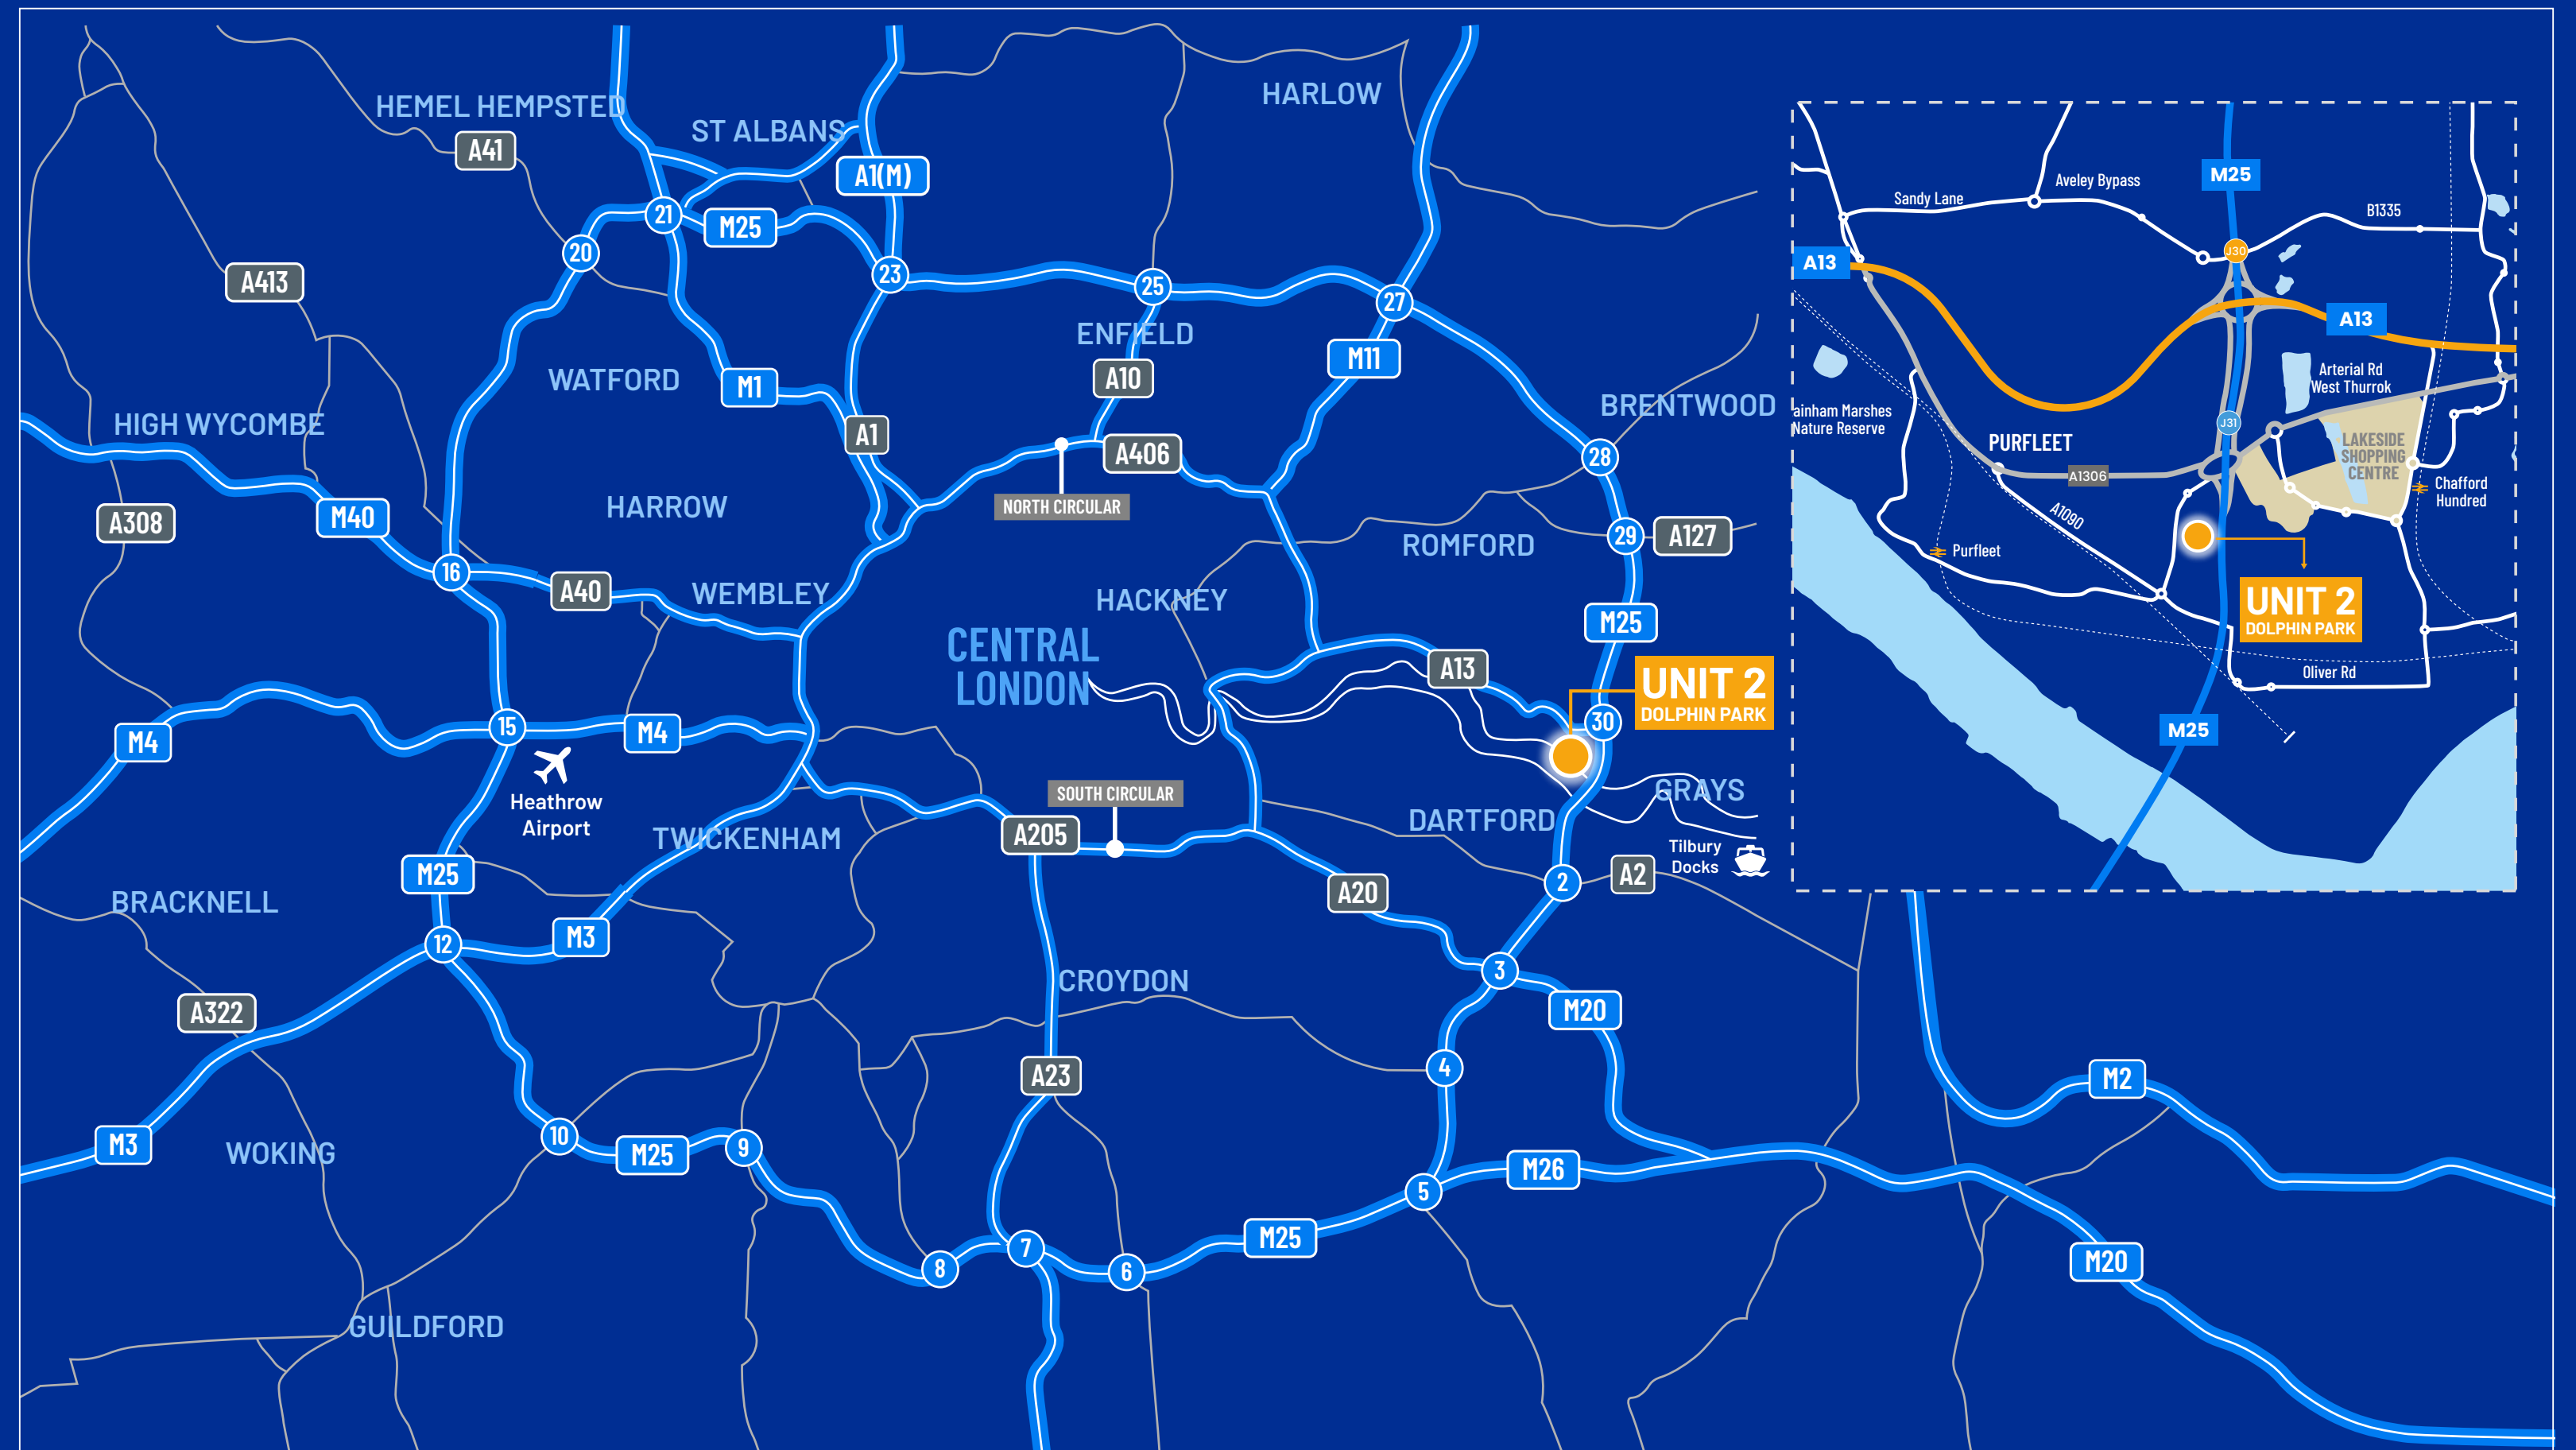 HARLOW
HEMEL HEMPSTED
ST ALBANS
A41
A1(M)
21
M25
20
23
A413
25
27
ENFIELD
M11
WATFORD
M1
A10
BRENTWOOD
HIGH WYCOMBE
A1
A406
28
HARROW
NORTH CIRCULAR
M40
A308
29
A127
ROMFORD
16
A40
WEMBLEY
HACKNEY
M25
CENTRAL
LONDON
A13
UNIT 2
DOLPHIN PARK
30
15
M4
M4
Heathrow
Airport
SOUTH CIRCULAR
GRAYS
DARTFORD
A205
TWICKENHAM
Tilbury
Docks
M25
A2
2
A20
BRACKNELL
M3
12
3
CROYDON
A322
M20
4
A23
M2
10
9
M3
WOKING
M25
M26
5
M25
7
8
6
M20
GUILDFORD
M25
Aveley Bypass
Sandy Lane
B1335
J30
A13
A13
Arterial Rd
West Thurrok
ainham Marshes
Nature Reserve
J31
PURFLEET
LAKESIDE
SHOPPING
CENTRE
A1306
Chafford
Hundred
A1090
Purfleet
UNIT 2
DOLPHIN PARK
Oliver Rd
M25